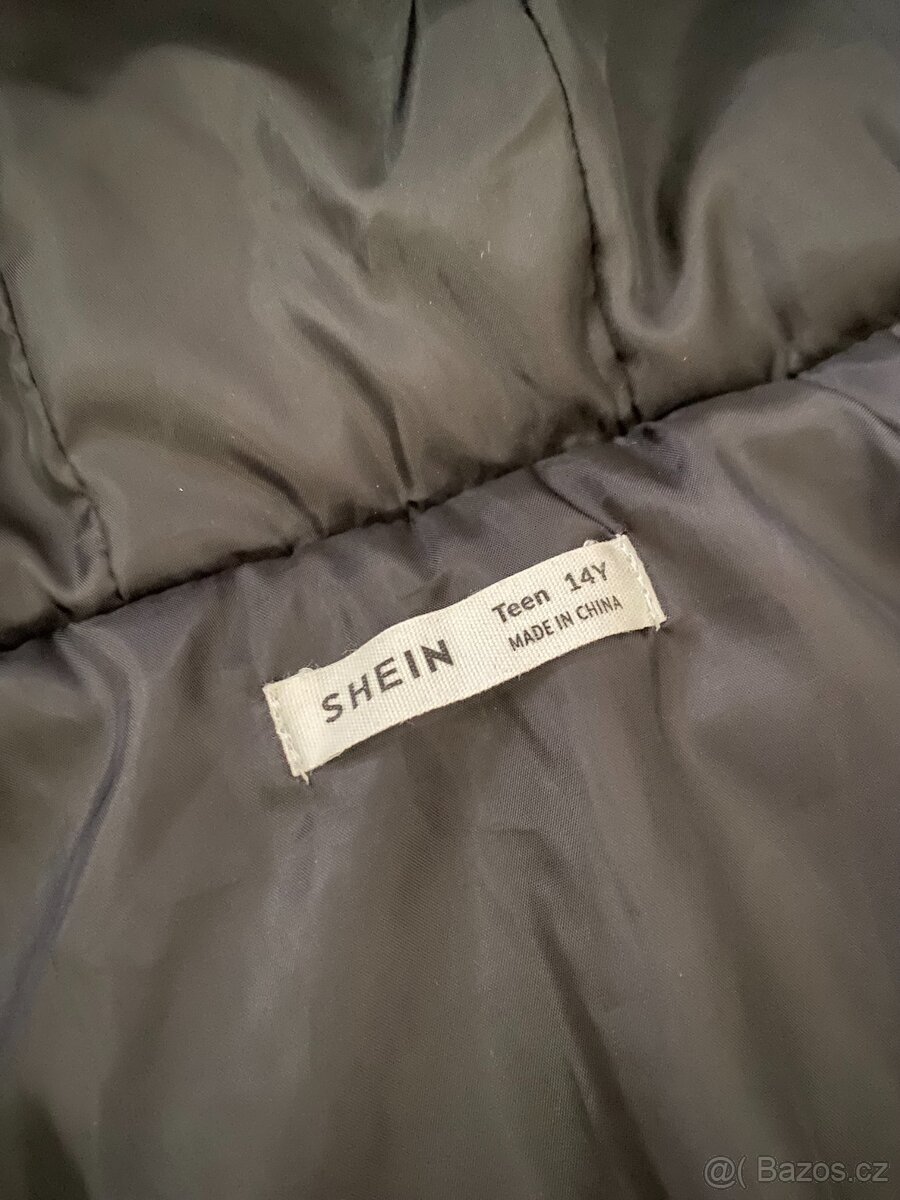 SHEIN
Teen 14Y
MADE IN CHINA
@( Bazos.cz